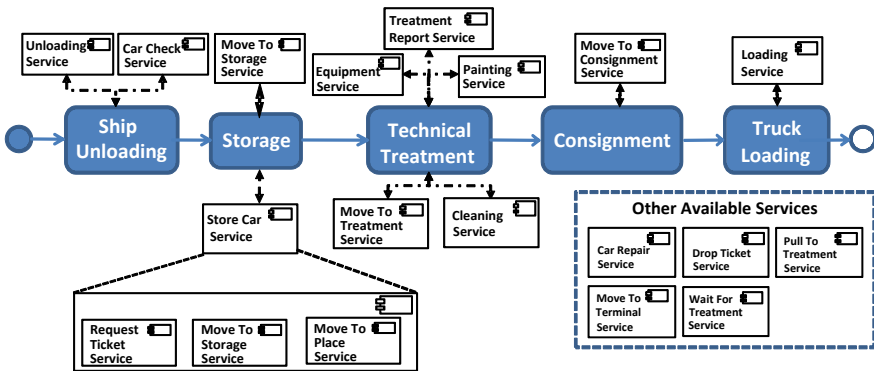 Unloading
Service
Car Check
Service
Move To
Storage
Service
Treatment
Report Service
Equipment
Service
Painting
Service
Move To
Consignment
Service
Loading
Service
Ship
Unloading
Storage
Technical
Treatment
Consignment
Truck
Loading
Store Car
Service
Move To
Treatment
Service
Cleaning
Service
Other Available Services
Car Repair
Service
Drop Ticket
Service
Pull To
Treatment
Service
Move To
Terminal
Service
Wait For
Treatment
Service
Request
Ticket
Service
Move To
Storage
Service
Move To
Place
Service